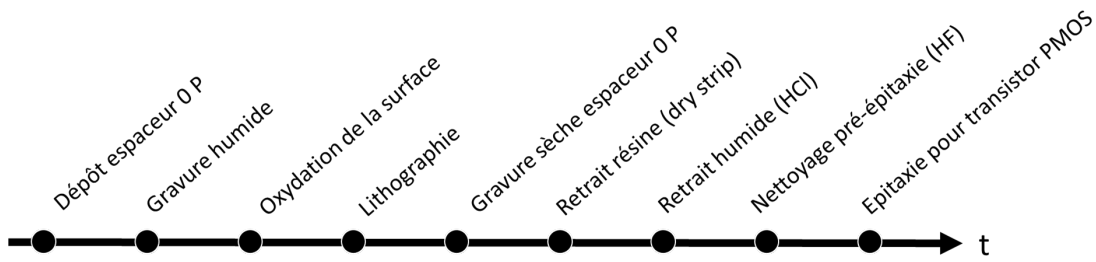 Dépôt espaceur 0 P
Gravure humide
Oxydation de la surface
Lithographie
Gravure sèche espaceur 0 P
Retrait résine (dry strip)
Retrait humide (HCl)
Nettoyage pré-épitaxie (HF)
Epitaxie pour transistor PMOS
t